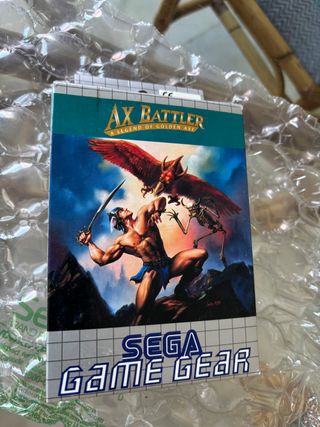 AX BATTLER
A LEGEND OF GOLDEN AXE
SEGA
GAME GEAR